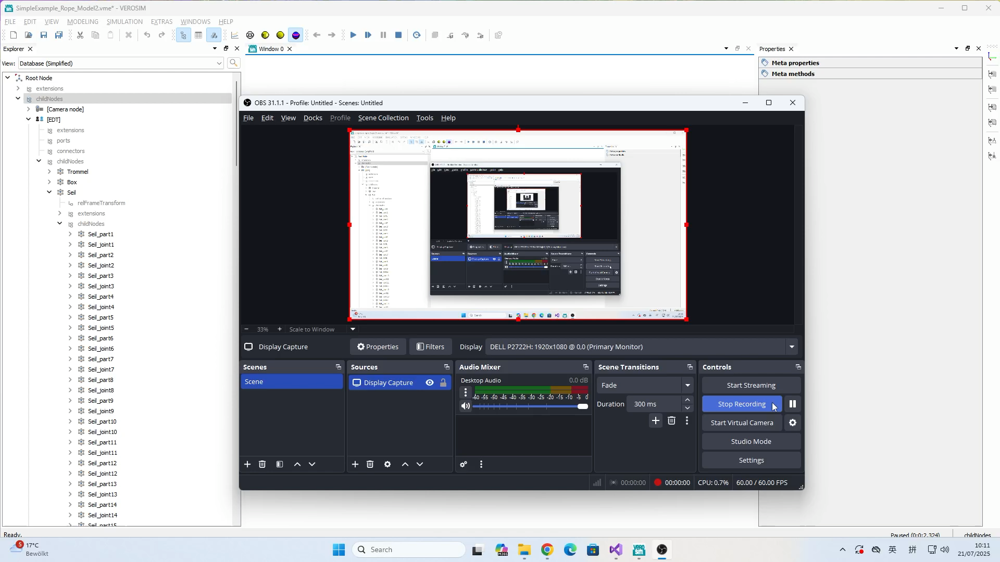 SimpleExample_Rope_Model2.vme* - VEROSIM
FILE EDIT VIEW MODELING SIMULATION EXTRAS WINDOWS HELP
Explorer
View: Database (Simplified)
Root Node
extensions
childNodes
[Camera node]
[EDT]
extensions
ports
connectors
childNodes
Trommel
Box
Seil
relFrameTransform
extensions
childNodes
Seil_part1
Seil_joint1
Seil_part2
Seil_joint2
Seil_part3
Seil_joint3
Seil_part4
Seil_joint4
Seil_part5
Seil_joint5
Seil_part6
Seil_joint6
Seil_part7
Seil_joint7
Seil_part8
Seil_joint8
Seil_part9
Seil_joint9
Seil_part10
Seil_joint10
Seil_part11
Seil_joint11
Seil_part12
Seil_joint12
Seil_part13
Seil_joint13
Seil_part14
Seil_joint14
Seil_part15
Window 0
Properties
Meta properties
Meta methods
OBS 31.1.1 - Profile: Untitled - Scenes: Untitled
File Edit View Docks Profile Scene Collection Tools Help
33% Scale to Window
Display Capture Properties Filters Display DELL P2722H: 1920x1080 @ 0,0 (Primary Monitor)
Scenes
Scene
Sources
Display Capture
Audio Mixer
Desktop Audio 0.0 dB
-60 -55 -50 -45 -40 -35 -30 -25 -20 -15 -10 -5 0
Scene Transitions
Fade
Duration 300 ms
Controls
Start Streaming
Stop Recording
Start Virtual Camera
Studio Mode
Settings
00:00:00 00:00:00 CPU: 0.7% 60.00 / 60.00 FPS
Ready. Paused (0:0:2.324) childNodes
5
17°C
Bewölkt
Search
M365
VERO SIM
英 拼
10:11
21/07/2025